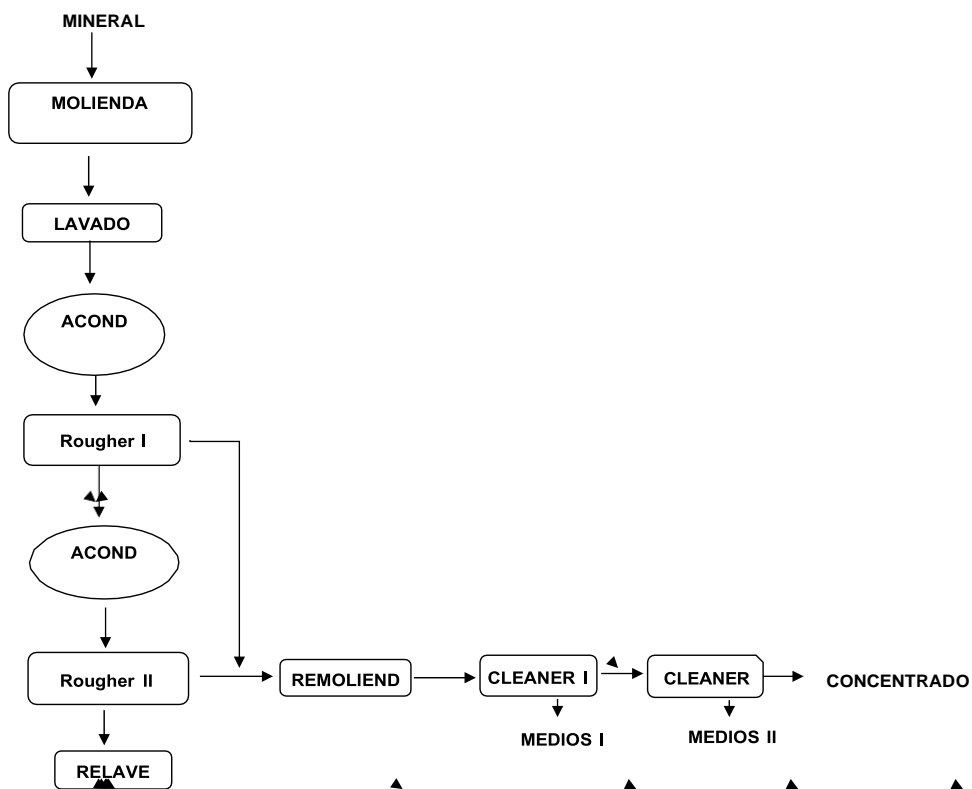 MINERAL
MOLIENDA
LAVADO
ACOND
Rougher I
ACOND
Rougher II
REMOLIEND
CLEANER I
CLEANER
CONCENTRADO
MEDIOS I
MEDIOS II
RELAVE